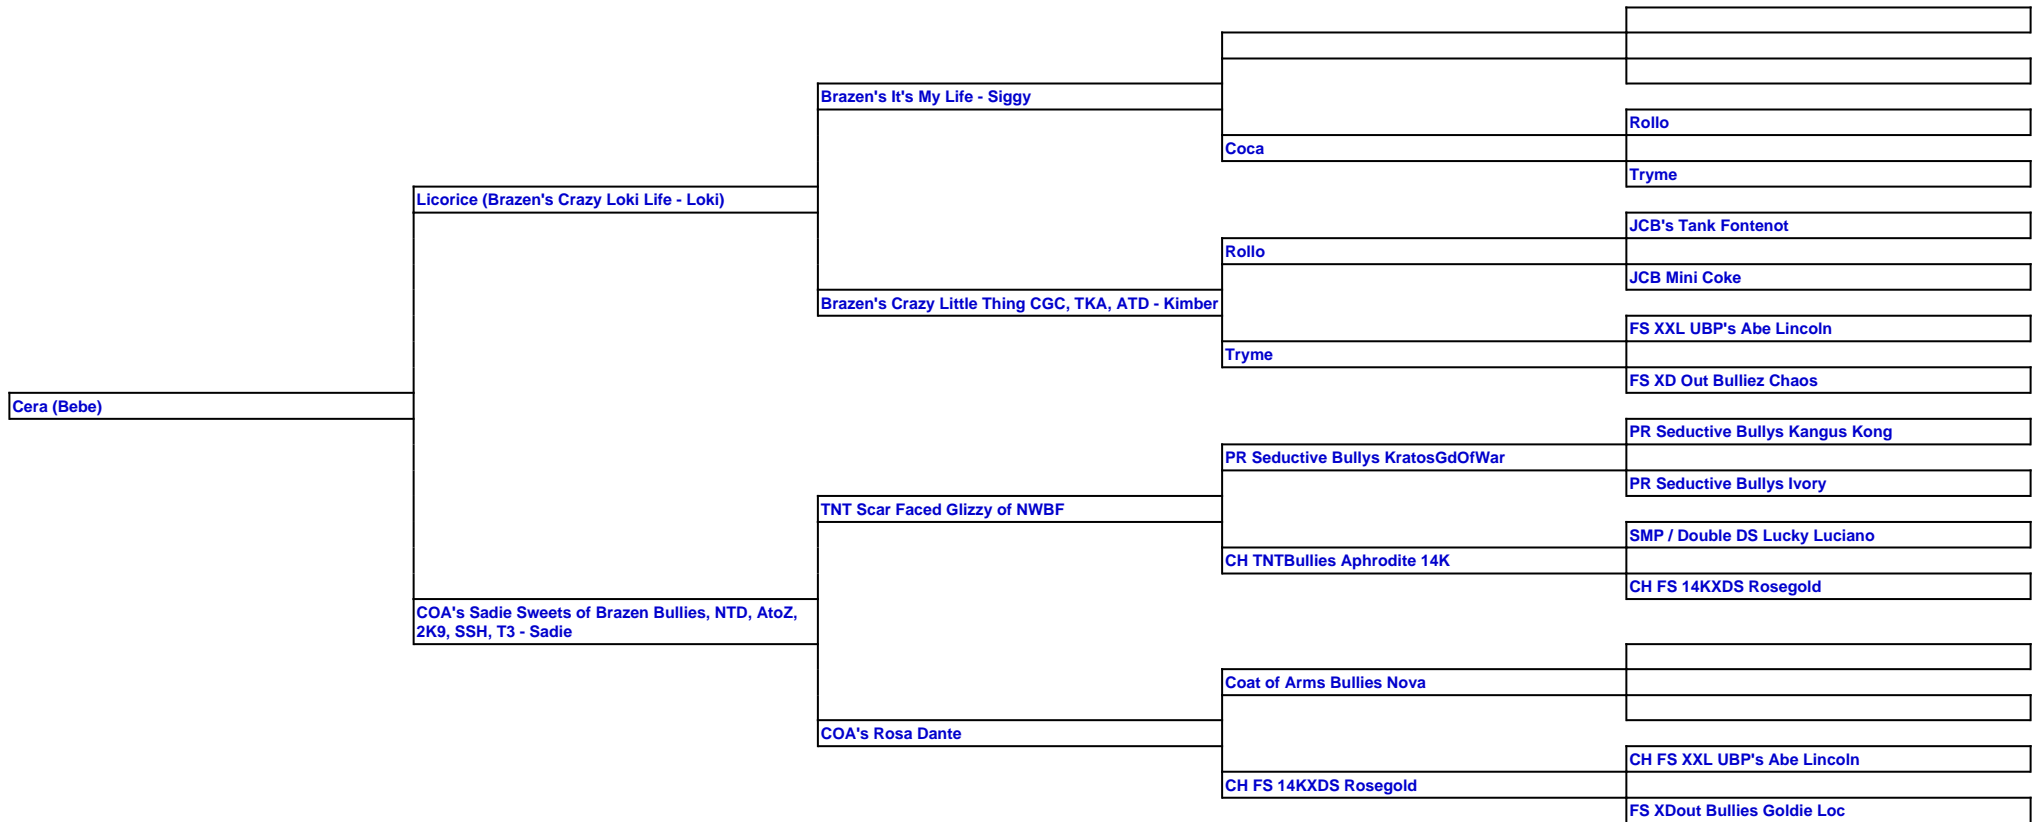 Brazen's It's My Life - Siggy
Rollo
Coca
Tryme
Licorice (Brazen's Crazy Loki Life - Loki)
JCB's Tank Fontenot
Rollo
JCB Mini Coke
Brazen's Crazy Little Thing CGC, TKA, ATD - Kimber
FS XXL UBP's Abe Lincoln
Tryme
FS XD Out Bulliez Chaos
Cera (Bebe)
PR Seductive Bullys Kangus Kong
PR Seductive Bullys KratosGdOfWar
PR Seductive Bullys Ivory
TNT Scar Faced Glizzy of NWBF
SMP / Double DS Lucky Luciano
CH TNTBullies Aphrodite 14K
CH FS 14KXDS Rosegold
COA's Sadie Sweets of Brazen Bullies, NTD, AtoZ,
2K9, SSH, T3 - Sadie
Coat of Arms Bullies Nova
COA's Rosa Dante
CH FS XXL UBP's Abe Lincoln
CH FS 14KXDS Rosegold
FS XDout Bullies Goldie Loc